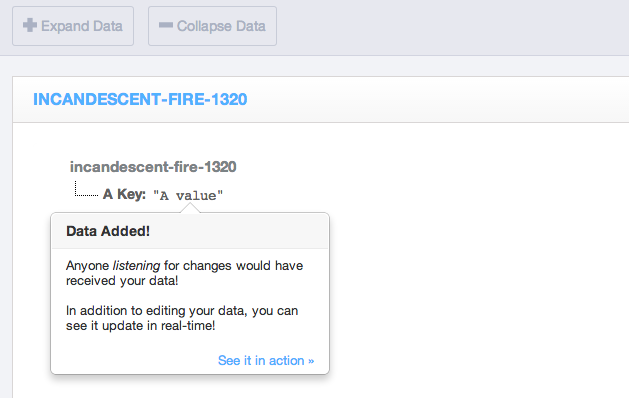 Expand Data Collapse Data
INCANDESCENT-FIRE-1320
incandescent-fire-1320
A Key: "A value"
Data Added!
Anyone listening for changes would have
received your data!
In addition to editing your data, you can
see it update in real-time!
See it in action »